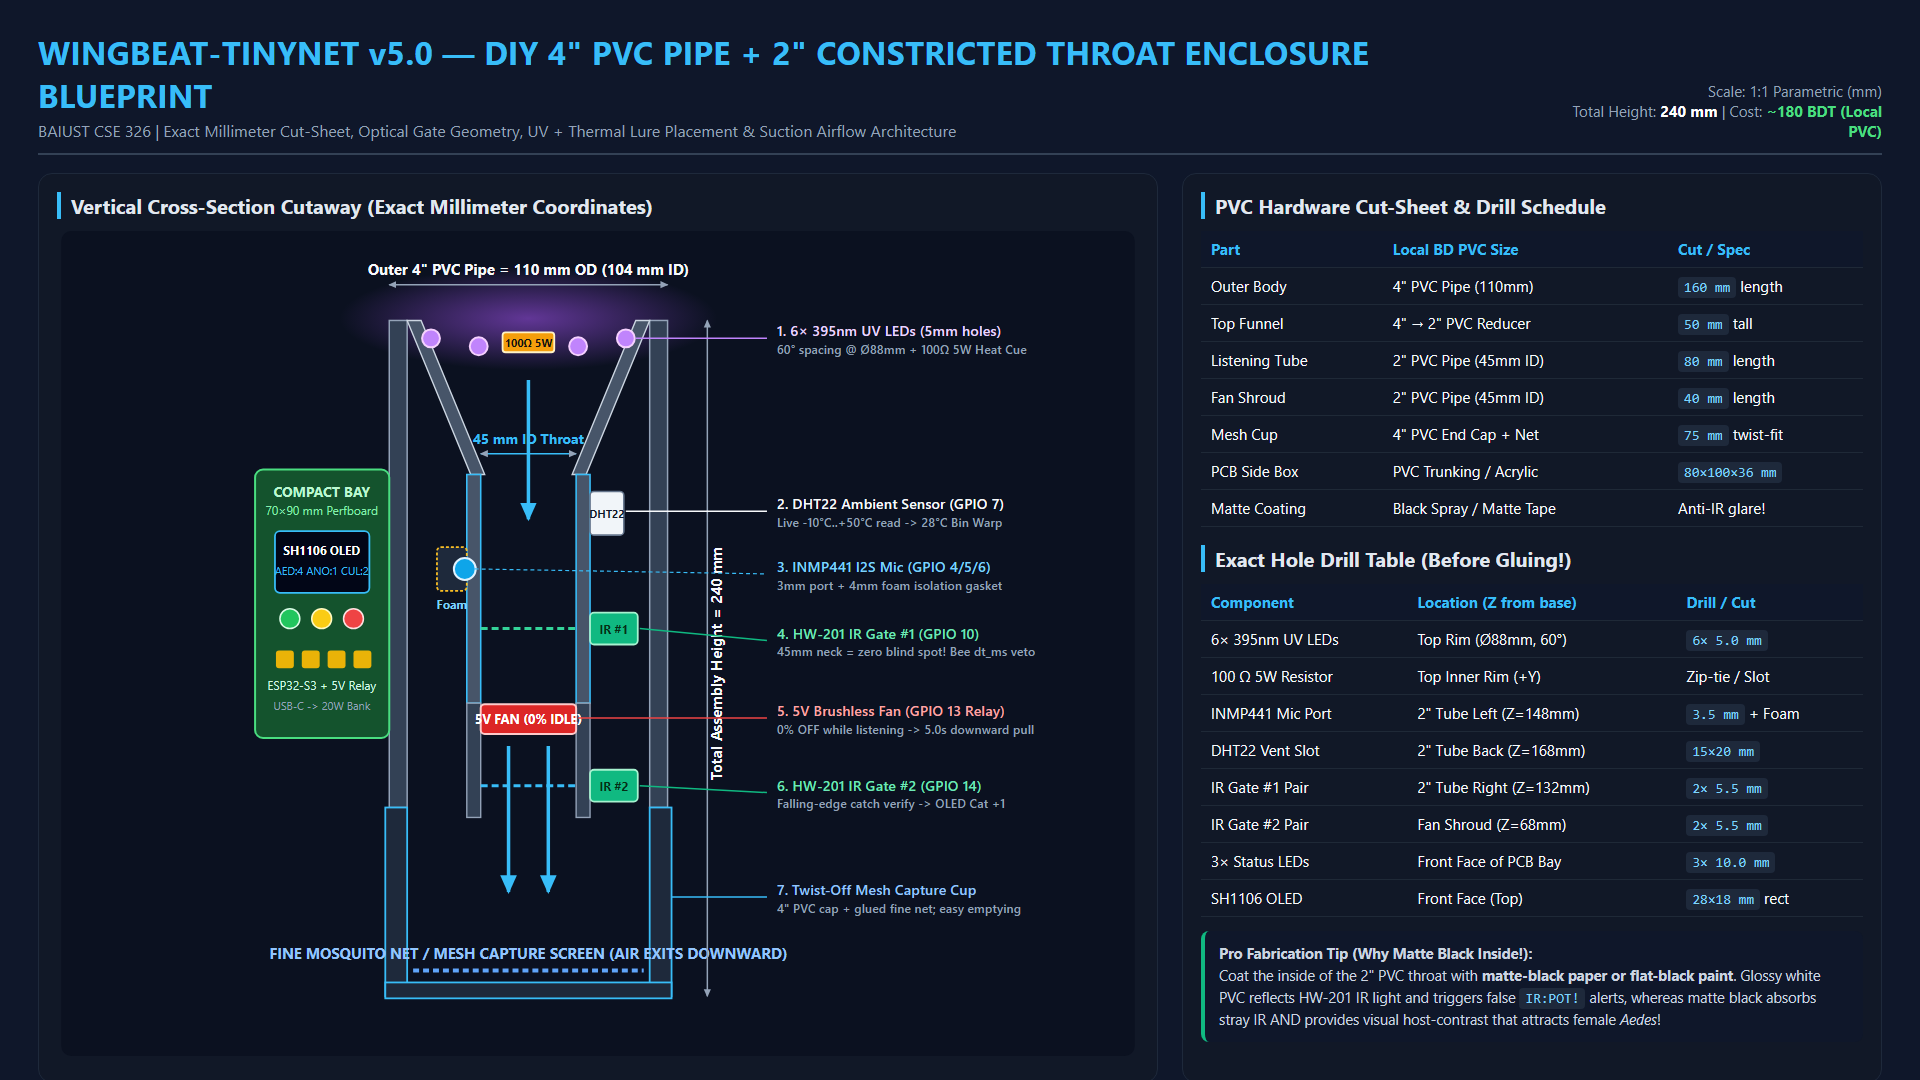 WINGBEAT-TINYNET v5.0 — DIY 4" PVC PIPE + 2" CONSTRICTED THROAT ENCLOSURE
BLUEPRINT
BAIUST CSE 326 | Exact Millimeter Cut-Sheet, Optical Gate Geometry, UV + Thermal Lure Placement & Suction Airflow Architecture
Scale: 1:1 Parametric (mm)
Total Height: 240 mm | Cost: ~180 BDT (Local
PVC)
Vertical Cross-Section Cutaway (Exact Millimeter Coordinates)
Outer 4" PVC Pipe = 110 mm OD (104 mm ID)
100Ω 5W
1. 6× 395nm UV LEDs (5mm holes)
60° spacing @ Ø88mm + 100Ω 5W Heat Cue
45 mm ID Throat
COMPACT BAY
70×90 mm Perfboard
SH1106 OLED
AED:4 ANO:1 CUL:2
ESP32-S3 + 5V Relay
USB-C -> 20W Bank
DHT22
2. DHT22 Ambient Sensor (GPIO 7)
Live -10°C..+50°C read -> 28°C Bin Warp
Foam
3. INMP441 I2S Mic (GPIO 4/5/6)
3mm port + 4mm foam isolation gasket
IR #1
4. HW-201 IR Gate #1 (GPIO 10)
45mm neck = zero blind spot! Bee dt_ms veto
Total Assembly Height = 240 mm
5V FAN (0% IDLE)
5. 5V Brushless Fan (GPIO 13 Relay)
0% OFF while listening -> 5.0s downward pull
IR #2
6. HW-201 IR Gate #2 (GPIO 14)
Falling-edge catch verify -> OLED Cat +1
7. Twist-Off Mesh Capture Cup
4" PVC cap + glued fine net; easy emptying
FINE MOSQUITO NET / MESH CAPTURE SCREEN (AIR EXITS DOWNWARD)
PVC Hardware Cut-Sheet & Drill Schedule
Part Local BD PVC Size Cut / Spec
Outer Body 4" PVC Pipe (110mm) 160 mm length
Top Funnel 4" → 2" PVC Reducer 50 mm tall
Listening Tube 2" PVC Pipe (45mm ID) 80 mm length
Fan Shroud 2" PVC Pipe (45mm ID) 40 mm length
Mesh Cup 4" PVC End Cap + Net 75 mm twist-fit
PCB Side Box PVC Trunking / Acrylic 80×100×36 mm
Matte Coating Black Spray / Matte Tape Anti-IR glare!
Exact Hole Drill Table (Before Gluing!)
Component Location (Z from base) Drill / Cut
6× 395nm UV LEDs Top Rim (Ø88mm, 60°) 6× 5.0 mm
100 Ω 5W Resistor Top Inner Rim (+Y) Zip-tie / Slot
INMP441 Mic Port 2" Tube Left (Z=148mm) 3.5 mm + Foam
DHT22 Vent Slot 2" Tube Back (Z=168mm) 15×20 mm
IR Gate #1 Pair 2" Tube Right (Z=132mm) 2× 5.5 mm
IR Gate #2 Pair Fan Shroud (Z=68mm) 2× 5.5 mm
3× Status LEDs Front Face of PCB Bay 3× 10.0 mm
SH1106 OLED Front Face (Top) 28×18 mm rect
Pro Fabrication Tip (Why Matte Black Inside!):
Coat the inside of the 2" PVC throat with matte-black paper or flat-black paint. Glossy white
PVC reflects HW-201 IR light and triggers false IR:POT! alerts, whereas matte black absorbs
stray IR AND provides visual host-contrast that attracts female Aedes!